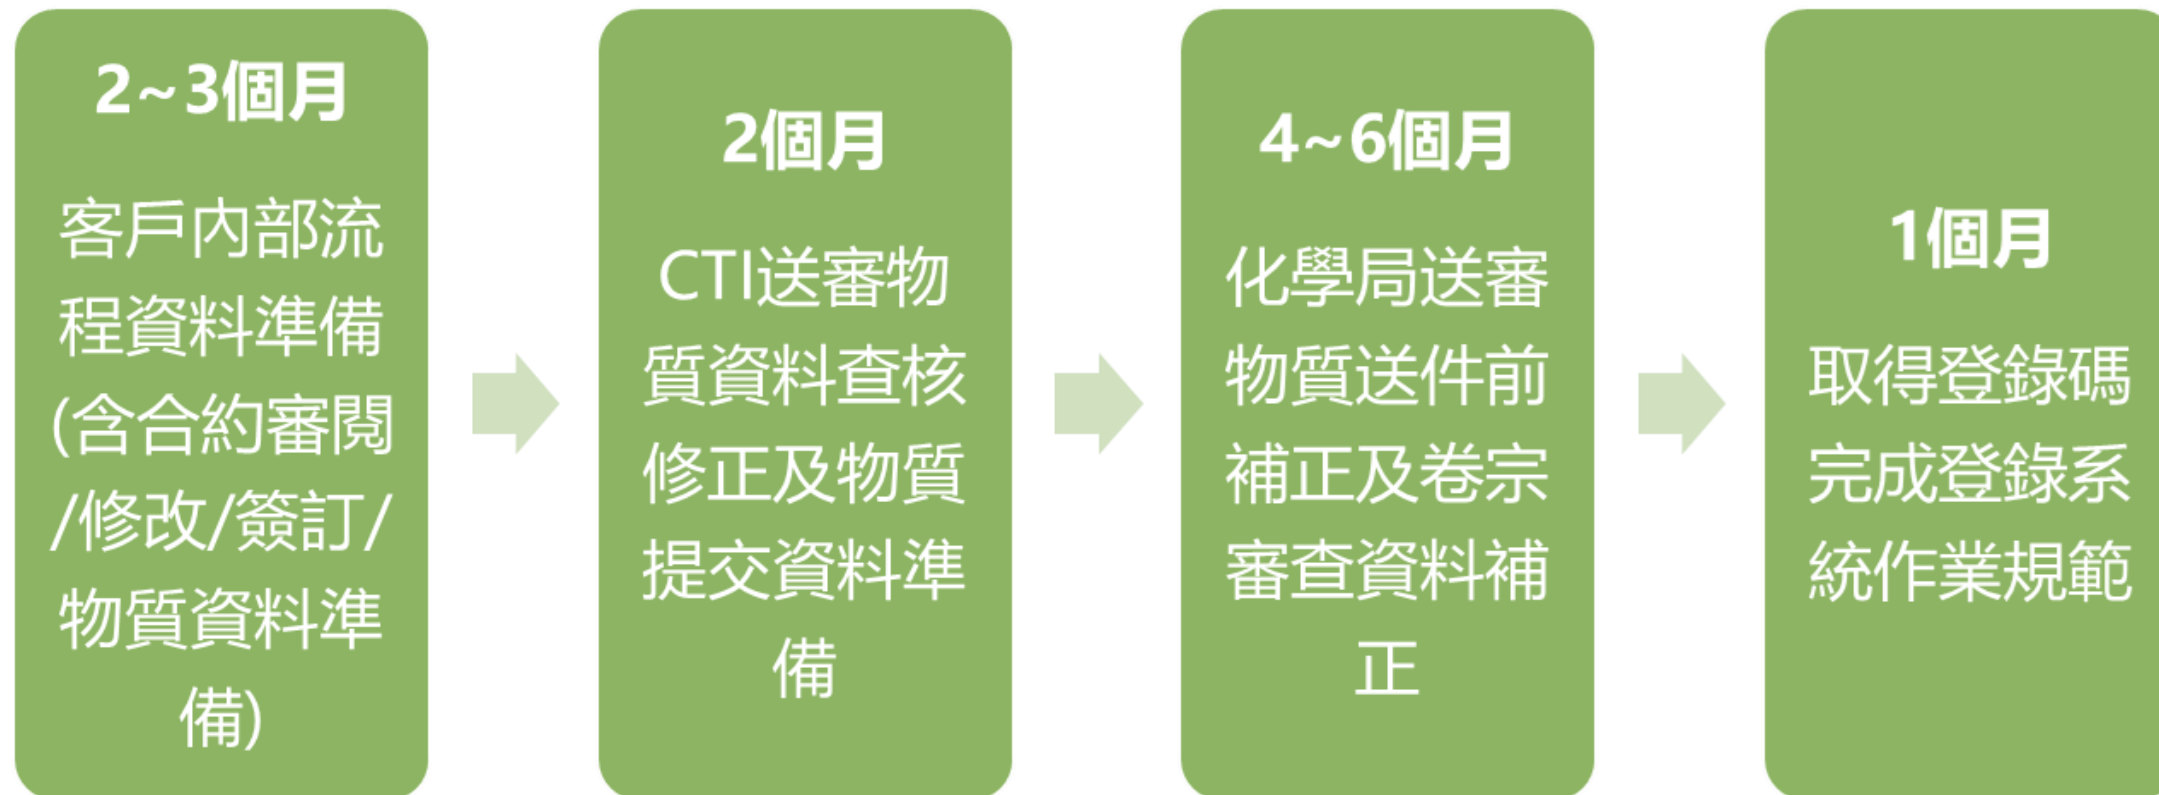 2~3個月
客戶內部流
程資料準備
(含合約審閱
/修改/簽訂/
物質資料準
備)
2個月
CTI送審物
質資料查核
修正及物質
提交資料準
備
4~6個月
化學局送審
物質送件前
補正及卷宗
審查資料補
正
1個月
取得登錄碼
完成登錄系
統作業規範